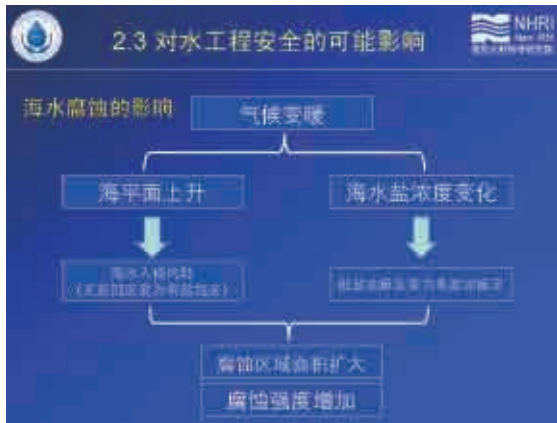 2.3 对水工程安全的可能影响
NHRI
海水腐蚀的影响
气候变暖
海平面上升
海水盐浓度变化
海水入侵内陆
腐蚀区域面积扩大
腐蚀强度增加